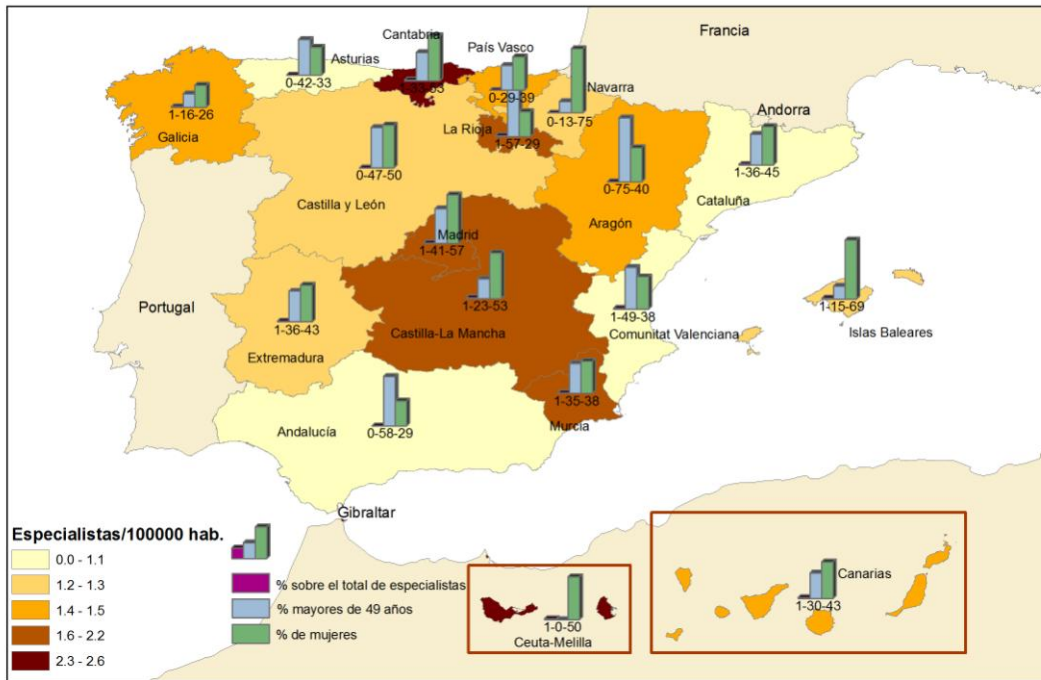 Francia
Cantabria
País Vasco
Asturias
Navarra
Andorra
0-42-33
1-33-63
0-29-39
0-13-75
1-16-26
Galicia
La Rioja
1-57-29
0-47-50
0-75-40
1-36-45
Castilla y León
Aragón
Cataluña
Madrid
1-41-57
Portugal
1-23-53
1-49-38
1-15-69
1-36-43
Castilla-La Mancha
Comunitat Valenciana
Islas Baleares
Extremadura
1-35-38
Andalucía
0-58-29
Murcia
Gibraltar
Especialistas/100000 hab.
0.0 - 1.1
1.2 - 1.3
1.4 - 1.5
1.6 - 2.2
2.3 - 2.6
% sobre el total de especialistas
% mayores de 49 años
% de mujeres
1-0-50
Ceuta-Melilla
Canarias
1-30-43